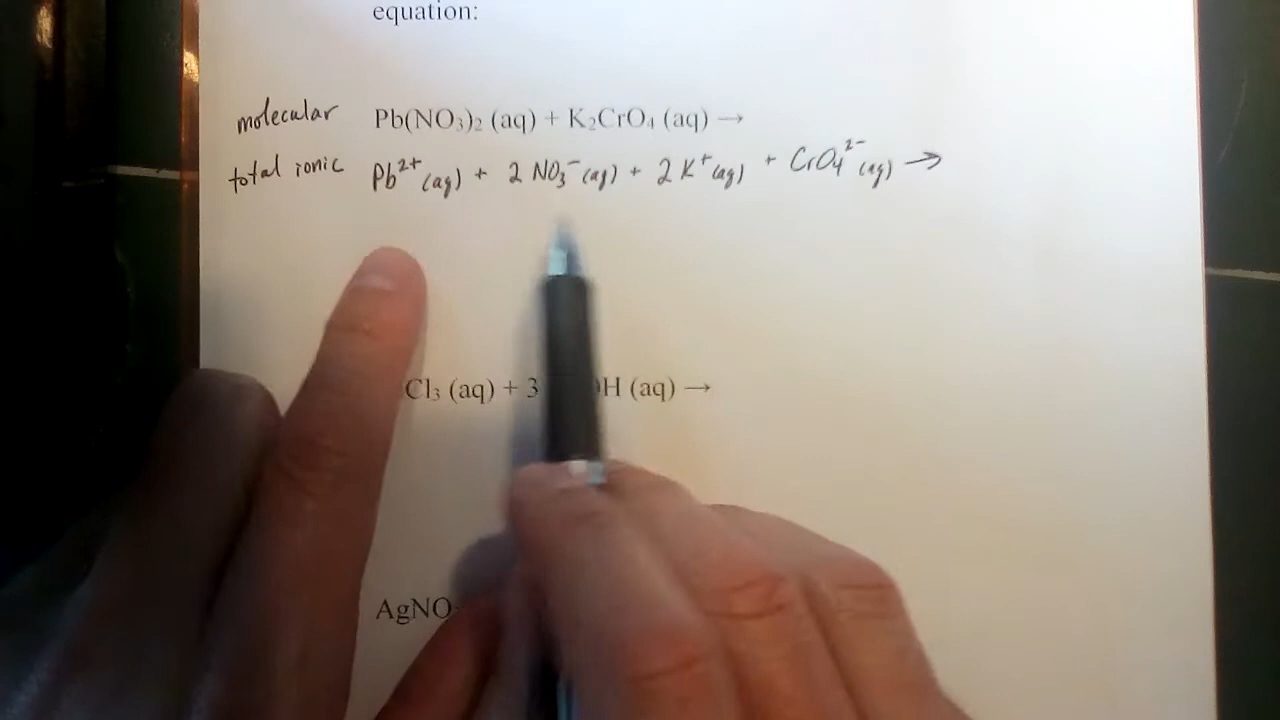 equation:
molecular Pb(NO₃)₂ (aq) + K₂CrO₄ (aq) →
total ionic Pb²⁺ (aq) + 2 NO₃⁻ (aq) + 2 K⁺ (aq) + CrO₄²⁻ (aq) →
Cl₃ (aq) + 3 H (aq) →
AgNO